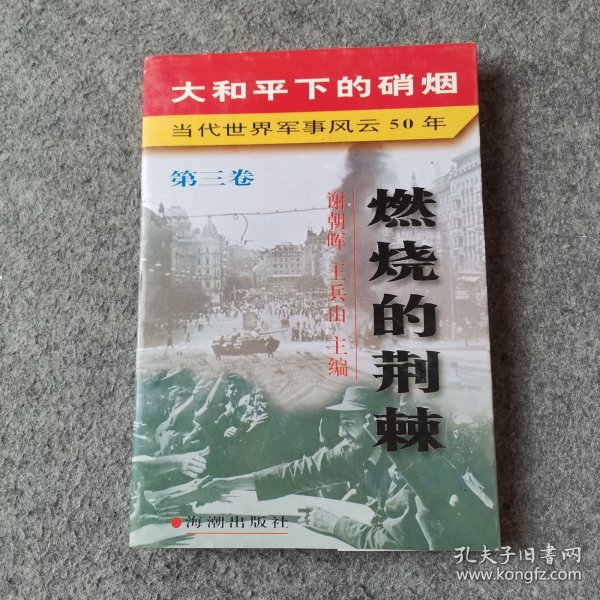 大和平下的硝烟
当代世界军事风云50年
第三卷
燃烧的荆棘
谢朝晖 王兵山 主编
海潮出版社
孔夫子旧书网
www.kongfz.com